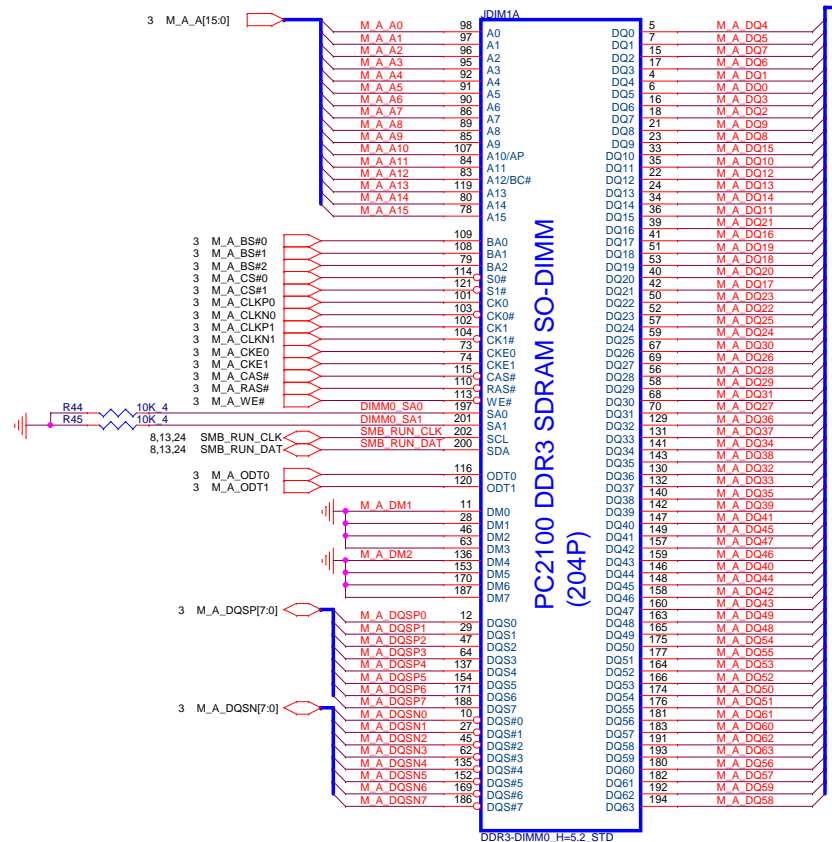 JDIM1A
3 M_A_A[15:0]
M_A_A0 98 A0
M_A_A1 97 A1
M_A_A2 96 A2
M_A_A3 95 A3
M_A_A4 92 A4
M_A_A5 91 A5
M_A_A6 90 A6
M_A_A7 86 A7
M_A_A8 89 A8
M_A_A9 85 A9
M_A_A10 107 A10/AP
M_A_A11 84 A11
M_A_A12 83 A12/BC#
M_A_A13 119 A13
M_A_A14 80 A14
M_A_A15 78 A15
3 M_A_BS#0 109 BA0
3 M_A_BS#1 108 BA1
3 M_A_BS#2 79 BA2
3 M_A_CS#0 114 S0#
3 M_A_CS#1 121 S1#
3 M_A_CLKP0 101 CK0
3 M_A_CLKN0 103 CK0#
3 M_A_CLKP1 102 CK1
3 M_A_CLKN1 104 CK1#
3 M_A_CKE0 73 CKE0
3 M_A_CKE1 74 CKE1
3 M_A_CAS# 115 CAS#
3 M_A_RAS# 110 RAS#
3 M_A_WE# 113 WE#
R44 10K_4 DIMM0_SA0 197 SA0
R45 10K_4 DIMM0_SA1 201 SA1
8,13,24 SMB_RUN_CLK SMB_RUN_CLK 202 SCL
8,13,24 SMB_RUN_DAT SMB_RUN_DAT 200 SDA
3 M_A_ODT0 116 ODT0
3 M_A_ODT1 120 ODT1
M_A_DM1 11 DM0
28 DM1
46 DM2
63 DM3
M_A_DM2 136 DM4
153 DM5
170 DM6
187 DM7
3 M_A_DQSP[7:0]
M_A_DQSP0 12 DQS0
M_A_DQSP1 29 DQS1
M_A_DQSP2 47 DQS2
M_A_DQSP3 64 DQS3
M_A_DQSP4 137 DQS4
M_A_DQSP5 154 DQS5
M_A_DQSP6 171 DQS6
M_A_DQSP7 188 DQS7
3 M_A_DQSN[7:0]
M_A_DQSN0 10 DQS#0
M_A_DQSN1 27 DQS#1
M_A_DQSN2 45 DQS#2
M_A_DQSN3 62 DQS#3
M_A_DQSN4 135 DQS#4
M_A_DQSN5 152 DQS#5
M_A_DQSN6 169 DQS#6
M_A_DQSN7 186 DQS#7
PC2100 DDR3 SDRAM SO-DIMM
(204P)
DQ0 5 M_A_DQ4
DQ1 7 M_A_DQ5
DQ2 15 M_A_DQ7
DQ3 17 M_A_DQ6
DQ4 4 M_A_DQ1
DQ5 6 M_A_DQ0
DQ6 16 M_A_DQ3
DQ7 18 M_A_DQ2
DQ8 21 M_A_DQ9
DQ9 23 M_A_DQ8
DQ10 33 M_A_DQ15
DQ11 35 M_A_DQ10
DQ12 22 M_A_DQ12
DQ13 24 M_A_DQ13
DQ14 34 M_A_DQ14
DQ15 36 M_A_DQ11
DQ16 39 M_A_DQ21
DQ17 41 M_A_DQ16
DQ18 51 M_A_DQ19
DQ19 53 M_A_DQ18
DQ20 40 M_A_DQ20
DQ21 42 M_A_DQ17
DQ22 50 M_A_DQ23
DQ23 52 M_A_DQ22
DQ24 57 M_A_DQ25
DQ25 59 M_A_DQ24
DQ26 67 M_A_DQ30
DQ27 69 M_A_DQ26
DQ28 56 M_A_DQ28
DQ29 58 M_A_DQ29
DQ30 68 M_A_DQ31
DQ31 70 M_A_DQ27
DQ32 129 M_A_DQ36
DQ33 131 M_A_DQ37
DQ34 141 M_A_DQ34
DQ35 143 M_A_DQ38
DQ36 130 M_A_DQ32
DQ37 132 M_A_DQ33
DQ38 140 M_A_DQ35
DQ39 142 M_A_DQ39
DQ40 147 M_A_DQ41
DQ41 149 M_A_DQ45
DQ42 157 M_A_DQ47
DQ43 159 M_A_DQ46
DQ44 146 M_A_DQ44
DQ45 148 M_A_DQ40
DQ46 158 M_A_DQ42
DQ47 160 M_A_DQ43
DQ48 163 M_A_DQ49
DQ49 165 M_A_DQ48
DQ50 175 M_A_DQ54
DQ51 177 M_A_DQ55
DQ52 164 M_A_DQ53
DQ53 166 M_A_DQ52
DQ54 174 M_A_DQ50
DQ55 176 M_A_DQ51
DQ56 181 M_A_DQ61
DQ57 183 M_A_DQ60
DQ58 191 M_A_DQ62
DQ59 193 M_A_DQ63
DQ60 180 M_A_DQ56
DQ61 182 M_A_DQ57
DQ62 192 M_A_DQ59
DQ63 194 M_A_DQ58
DDR3-DIMM0_H=5.2_STD